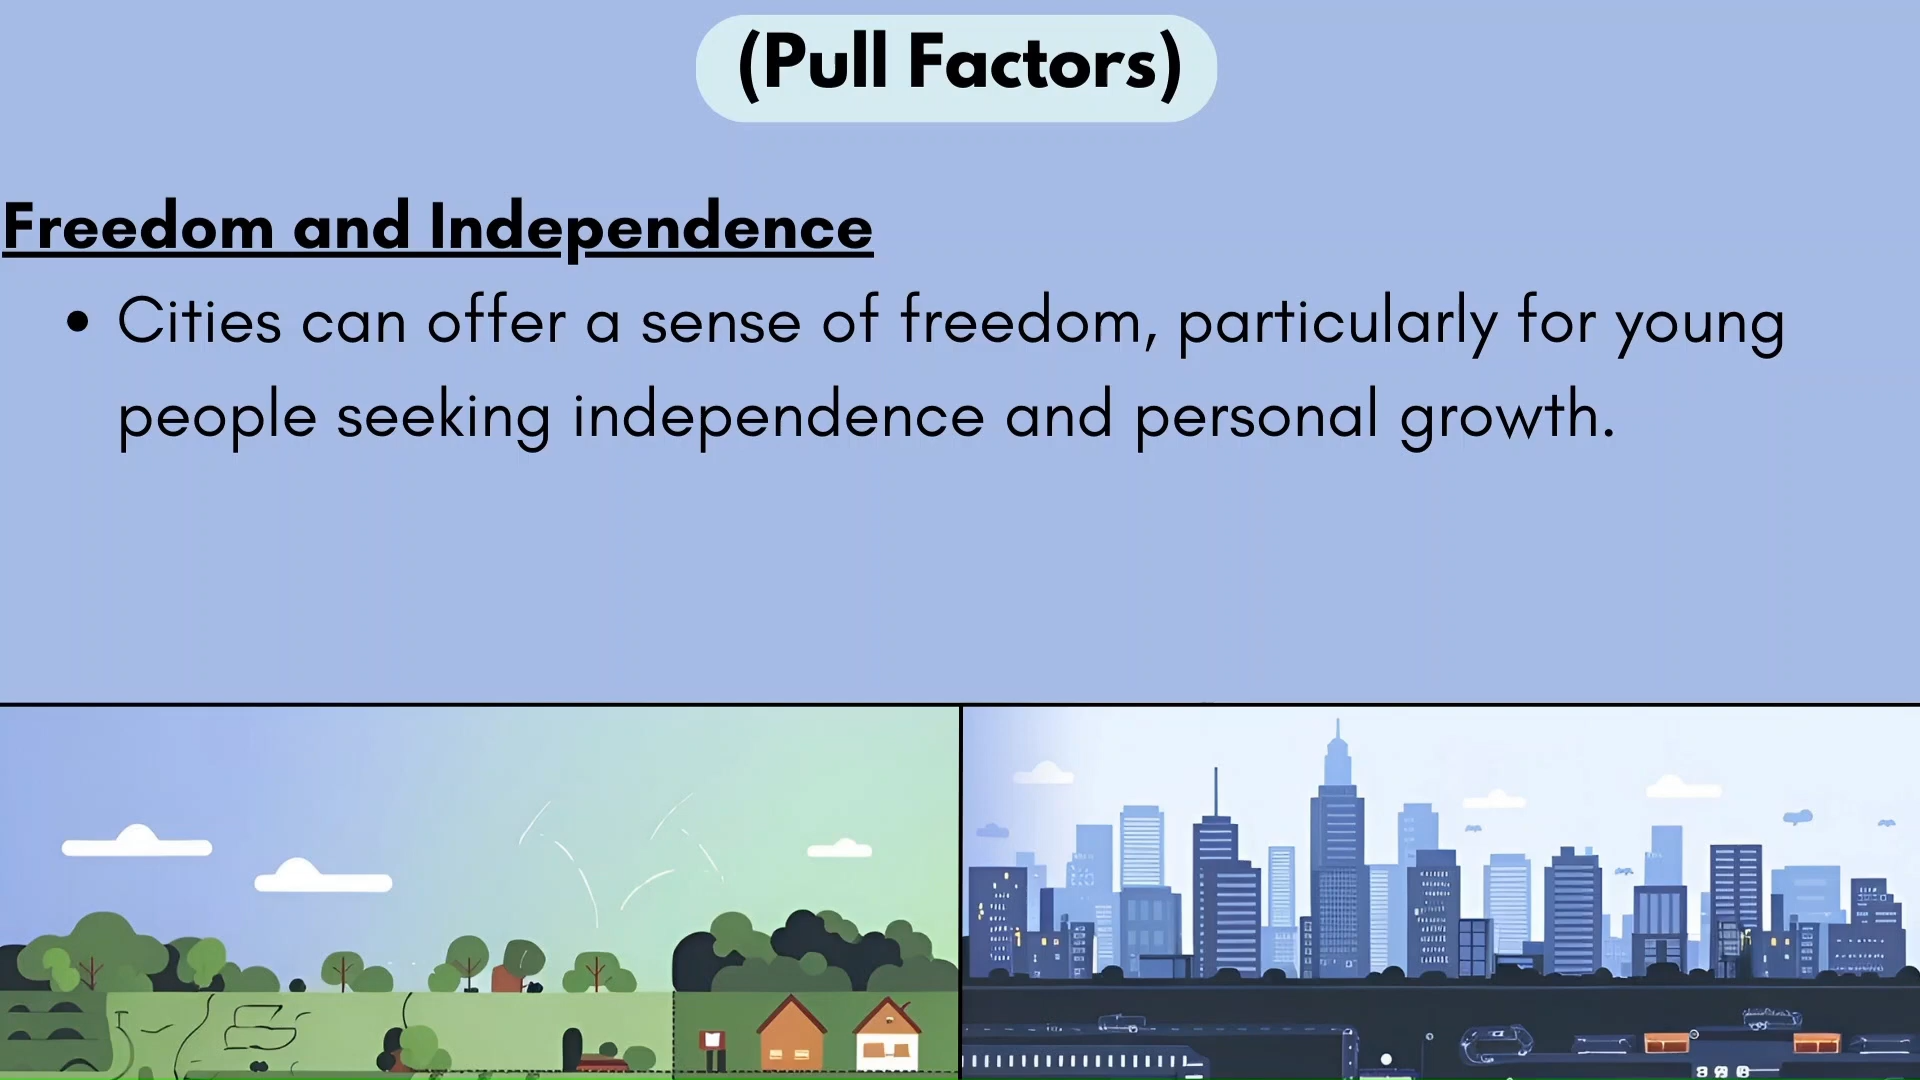 (Pull Factors)
Freedom and Independence
• Cities can offer a sense of freedom, particularly for young
people seeking independence and personal growth.